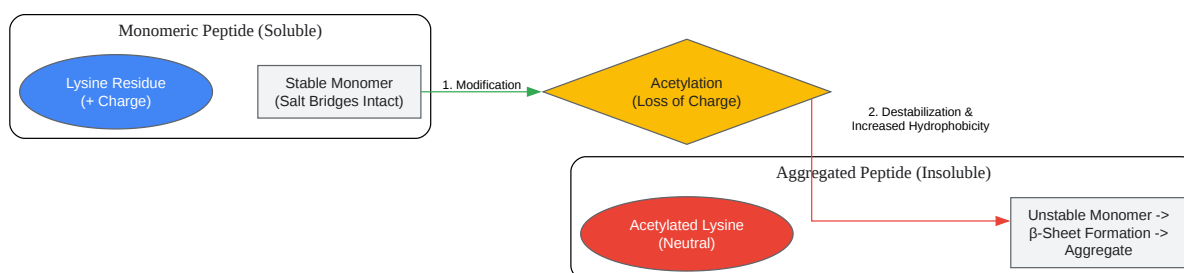 Monomeric Peptide (Soluble)
Lysine Residue
(+ Charge)
Stable Monomer
(Salt Bridges Intact)
1. Modification
Acetylation
(Loss of Charge)
2. Destabilization &
Increased Hydrophobicity
Aggregated Peptide (Insoluble)
Acetylated Lysine
(Neutral)
Unstable Monomer ->
β-Sheet Formation ->
Aggregate